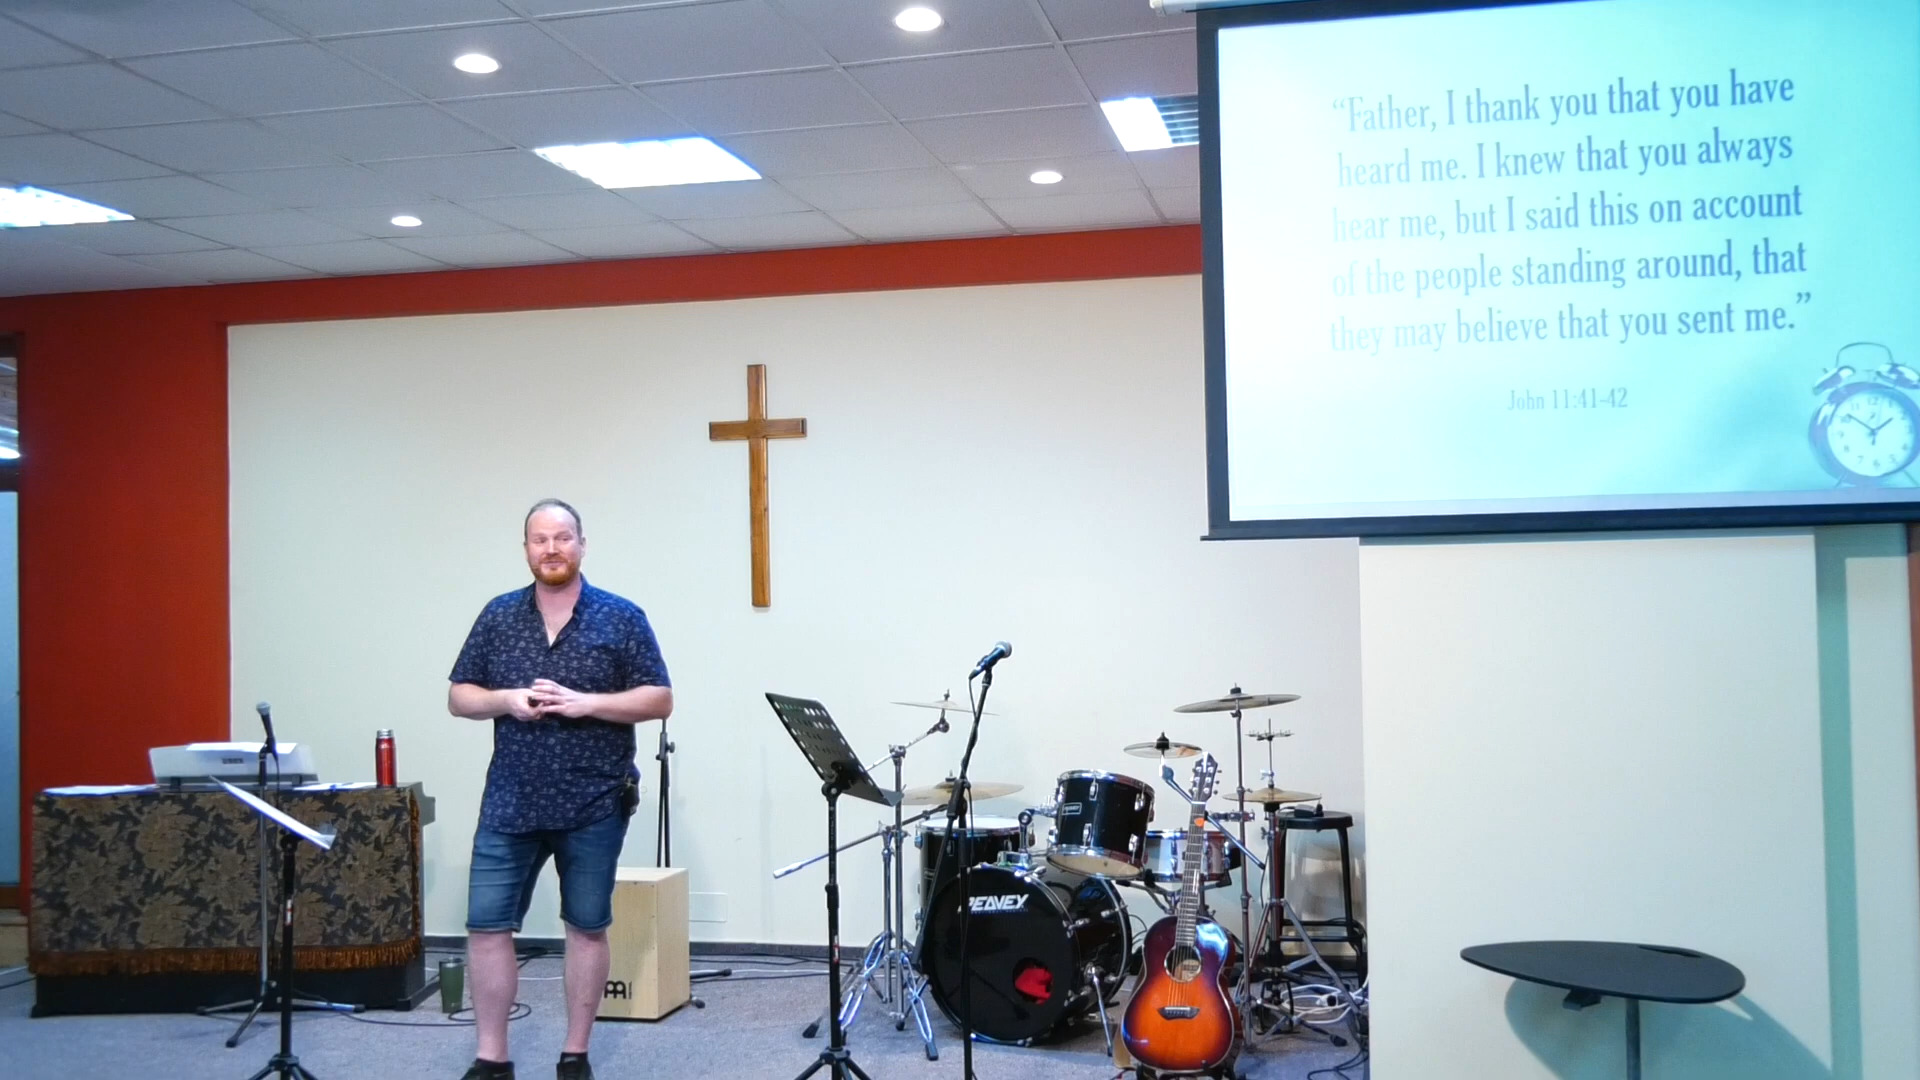 “Father, I thank you that you have
heard me. I knew that you always
hear me, but I said this on account
of the people standing around, that
they may believe that you sent me.”
John 11:41-42
PEAVEY